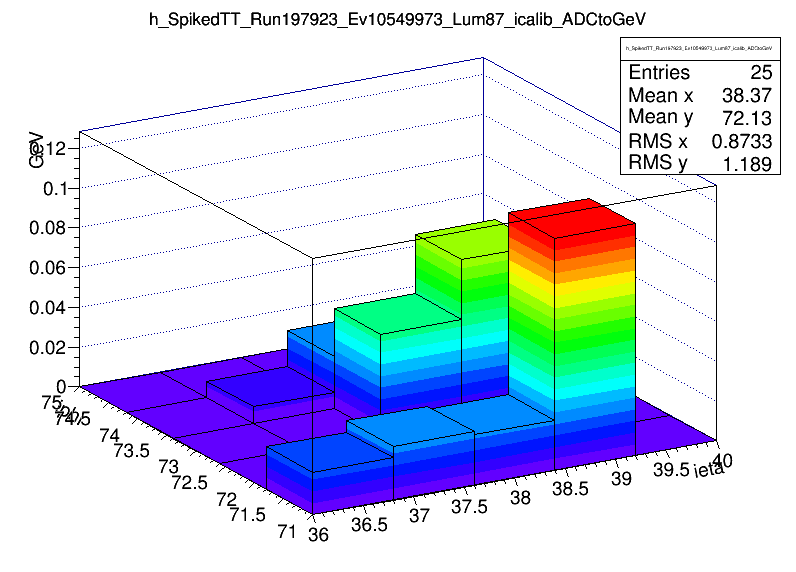 h_SpikedTT_Run197923_Ev10549973_Lum87_icalib_ADCtoGeV
h_SpikedTT_Run197923_Ev10549973_Lum87_icalib_ADCtoGeV
Entries 25
Mean x 38.37
Mean y 72.13
RMS x 0.8733
RMS y 1.189
GeV
0.12
0.1
0.08
0.06
0.04
0.02
0
75
74.5
74
73.5
73
72.5
72
71.5
71
36
36.5
37
37.5
38
38.5
39
39.5
40
ieta